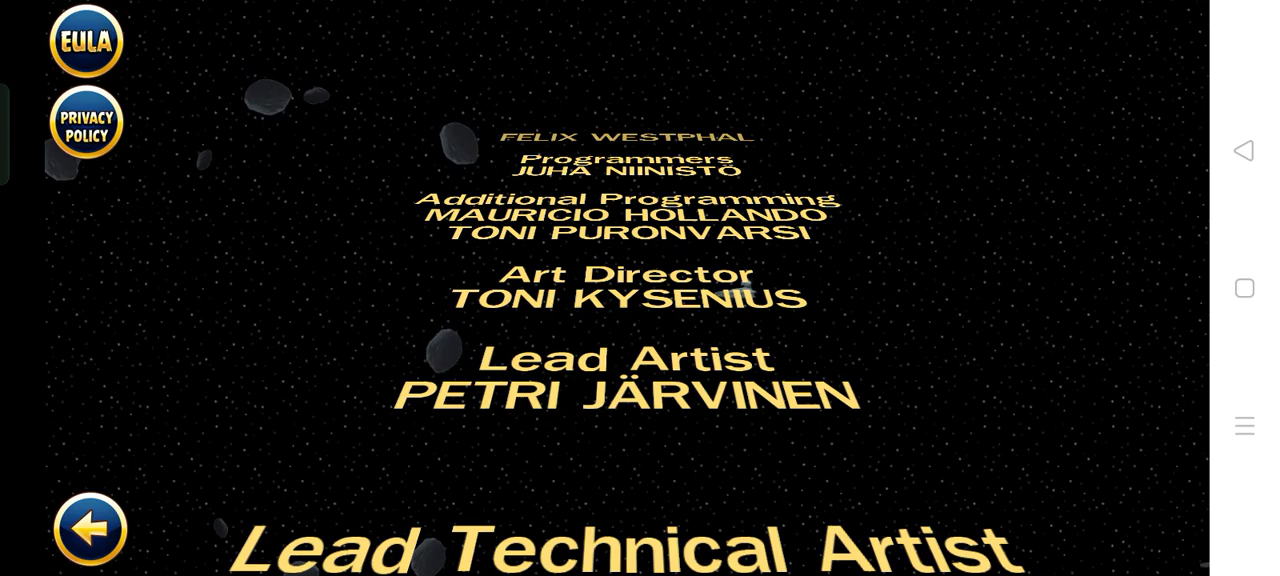 EULA
PRIVACY
POLICY
FELIX WESTPHAL
Programmers
JUHA NIINISTÖ
Additional Programming
MAURICIO HOLLANDO
TONI PURONVARSI
Art Director
TONI KYSENIUS
Lead Artist
PETRI JÄRVINEN
Lead Technical Artist